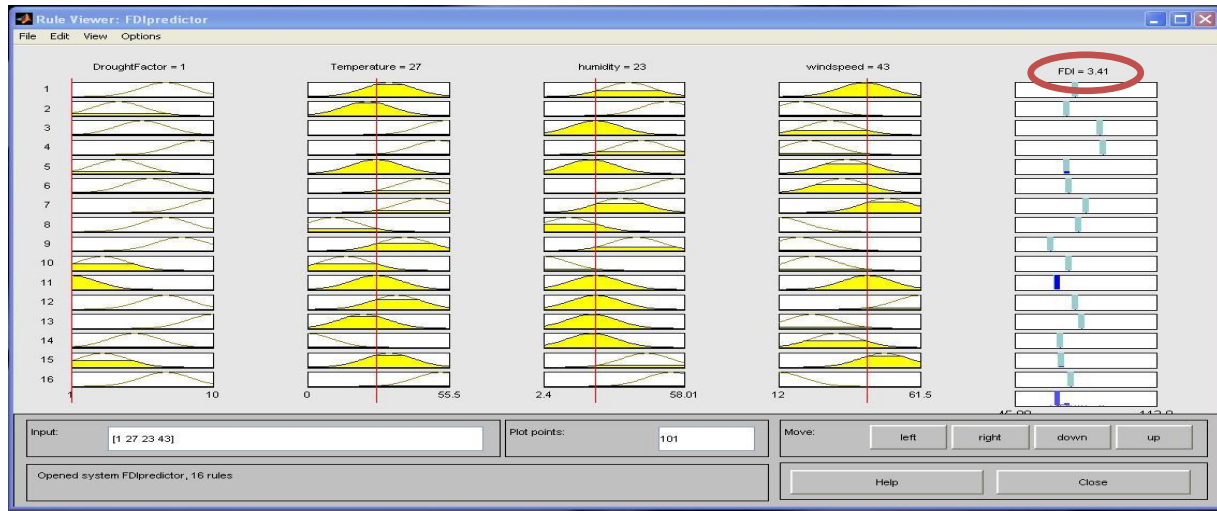 Rule Viewer: FDIpredictor
File Edit View Options
DroughtFactor = 1 Temperature = 27 humidity = 23 windspeed = 43 FDI = 3.41
1
2
3
4
5
6
7
8
9
10
11
12
13
14
15
16
1 10 0 55.5 2.4 58.01 12 61.5
Input: [1 27 23 43] Plot points: 101 Move: left right down up
Opened system FDIpredictor, 16 rules Help Close